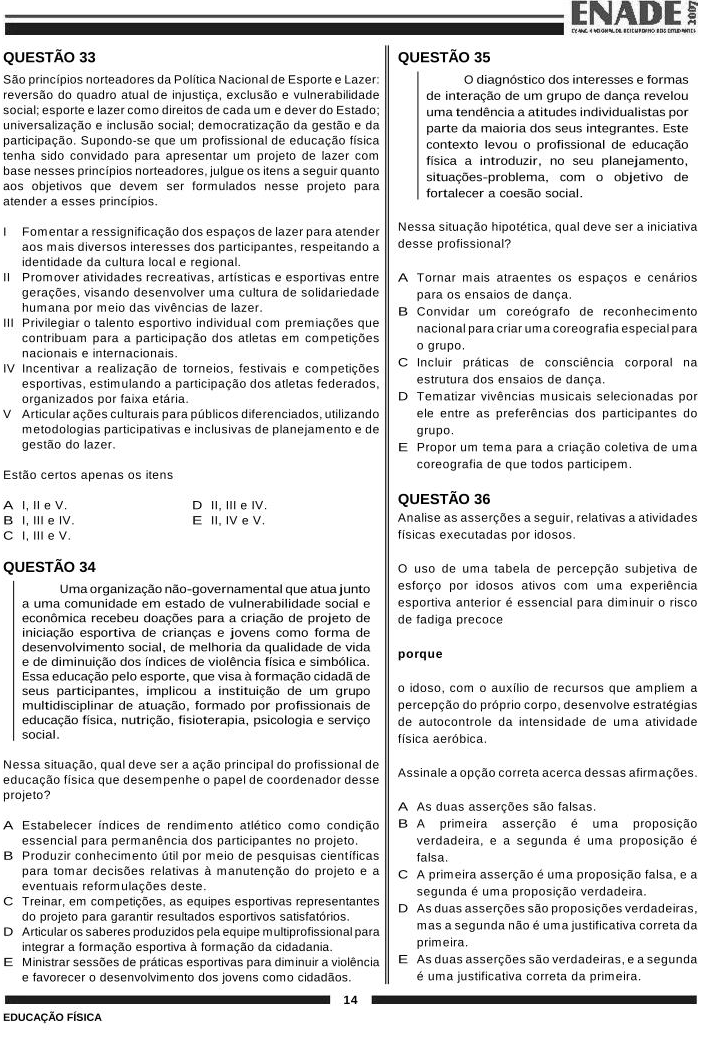 ENADE 2007
EXAME NACIONAL DE DESEMPENHO DOS ESTUDANTES
QUESTÃO 33
São princípios norteadores da Política Nacional de Esporte e Lazer:
reversão do quadro atual de injustiça, exclusão e vulnerabilidade
social; esporte e lazer como direitos de cada um e dever do Estado;
universalização e inclusão social; democratização da gestão e da
participação. Supondo-se que um profissional de educação física
tenha sido convidado para apresentar um projeto de lazer com
base nesses princípios norteadores, julgue os itens a seguir quanto
aos objetivos que devem ser formulados nesse projeto para
atender a esses princípios.
I Fomentar a ressignificação dos espaços de lazer para atender
aos mais diversos interesses dos participantes, respeitando a
identidade da cultura local e regional.
II Promover atividades recreativas, artísticas e esportivas entre
gerações, visando desenvolver uma cultura de solidariedade
humana por meio das vivências de lazer.
III Privilegiar o talento esportivo individual com premiações que
contribuam para a participação dos atletas em competições
nacionais e internacionais.
IV Incentivar a realização de torneios, festivais e competições
esportivas, estimulando a participação dos atletas federados,
organizados por faixa etária.
V Articular ações culturais para públicos diferenciados, utilizando
metodologias participativas e inclusivas de planejamento e de
gestão do lazer.
Estão certos apenas os itens
A I, II e V.
B I, III e IV.
C I, III e V.
D II, III e IV.
E II, IV e V.
QUESTÃO 34
Uma organização não-governamental que atua junto
a uma comunidade em estado de vulnerabilidade social e
econômica recebeu doações para a criação de projeto de
iniciação esportiva de crianças e jovens como forma de
desenvolvimento social, de melhoria da qualidade de vida
e de diminuição dos índices de violência física e simbólica.
Essa educação pelo esporte, que visa à formação cidadã de
seus participantes, implicou a instituição de um grupo
multidisciplinar de atuação, formado por profissionais de
educação física, nutrição, fisioterapia, psicologia e serviço
social.
Nessa situação, qual deve ser a ação principal do profissional de
educação física que desempenhe o papel de coordenador desse
projeto?
A Estabelecer índices de rendimento atlético como condição
essencial para permanência dos participantes no projeto.
B Produzir conhecimento útil por meio de pesquisas científicas
para tomar decisões relativas à manutenção do projeto e a
eventuais reformulações deste.
C Treinar, em competições, as equipes esportivas representantes
do projeto para garantir resultados esportivos satisfatórios.
D Articular os saberes produzidos pela equipe multiprofissional para
integrar a formação esportiva à formação da cidadania.
E Ministrar sessões de práticas esportivas para diminuir a violência
e favorecer o desenvolvimento dos jovens como cidadãos.
QUESTÃO 35
O diagnóstico dos interesses e formas
de interação de um grupo de dança revelou
uma tendência a atitudes individualistas por
parte da maioria dos seus integrantes. Este
contexto levou o profissional de educação
física a introduzir, no seu planejamento,
situações-problema, com o objetivo de
fortalecer a coesão social.
Nessa situação hipotética, qual deve ser a iniciativa
desse profissional?
A Tornar mais atraentes os espaços e cenários
para os ensaios de dança.
B Convidar um coreógrafo de reconhecimento
nacional para criar uma coreografia especial para
o grupo.
C Incluir práticas de consciência corporal na
estrutura dos ensaios de dança.
D Tematizar vivências musicais selecionadas por
ele entre as preferências dos participantes do
grupo.
E Propor um tema para a criação coletiva de uma
coreografia de que todos participem.
QUESTÃO 36
Analise as asserções a seguir, relativas a atividades
físicas executadas por idosos.
O uso de uma tabela de percepção subjetiva de
esforço por idosos ativos com uma experiência
esportiva anterior é essencial para diminuir o risco
de fadiga precoce
porque
o idoso, com o auxílio de recursos que ampliem a
percepção do próprio corpo, desenvolve estratégias
de autocontrole da intensidade de uma atividade
física aeróbica.
Assinale a opção correta acerca dessas afirmações.
A As duas asserções são falsas.
B A primeira asserção é uma proposição
verdadeira, e a segunda é uma proposição é
falsa.
C A primeira asserção é uma proposição falsa, e a
segunda é uma proposição verdadeira.
D As duas asserções são proposições verdadeiras,
mas a segunda não é uma justificativa correta da
primeira.
E As duas asserções são verdadeiras, e a segunda
é uma justificativa correta da primeira.
14
EDUCAÇÃO FÍSICA